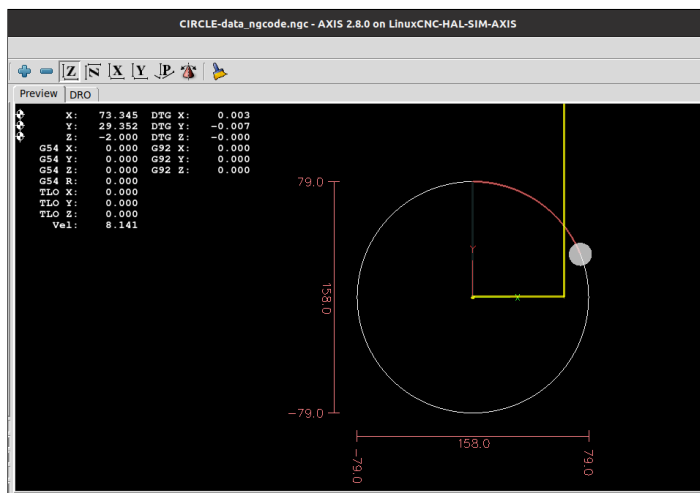 CIRCLE-data_ngcode.ngc - AXIS 2.8.0 on LinuxCNC-HAL-SIM-AXIS
Z N X Y P
Preview DRO
X: 73.345 DTG X: 0.003
Y: 29.352 DTG Y: -0.007
Z: -2.000 DTG Z: -0.000
G54 X: 0.000 G92 X: 0.000
G54 Y: 0.000 G92 Y: 0.000
G54 Z: 0.000 G92 Z: 0.000
G54 R: 0.000
TLO X: 0.000
TLO Y: 0.000
TLO Z: 0.000
Vel: 8.141
79.0
Y
158.0
X
-79.0
158.0
-79.0
79.0